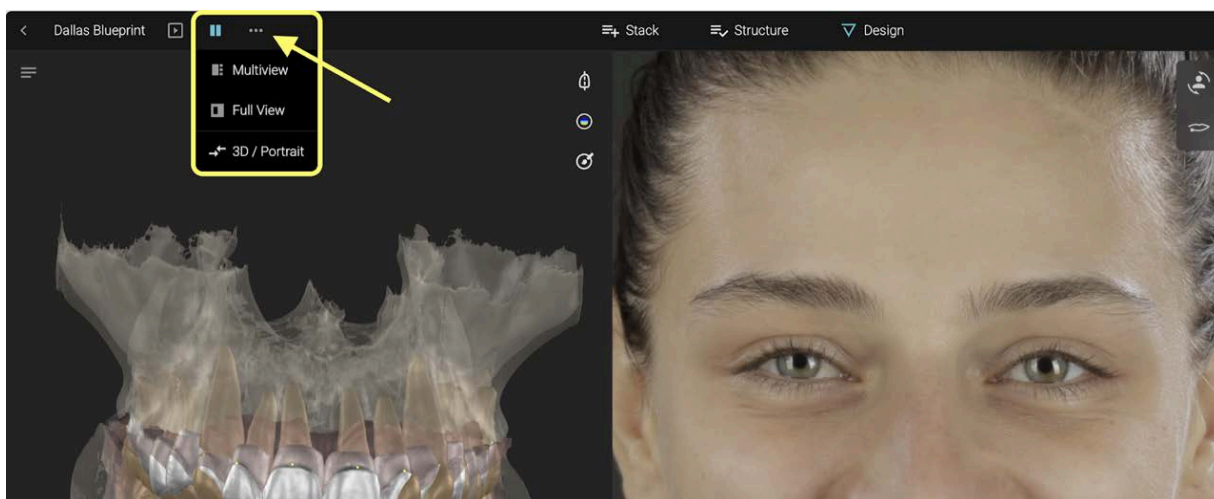 Dallas Blueprint
Stack
Structure
Design
Multiview
Full View
3D / Portrait